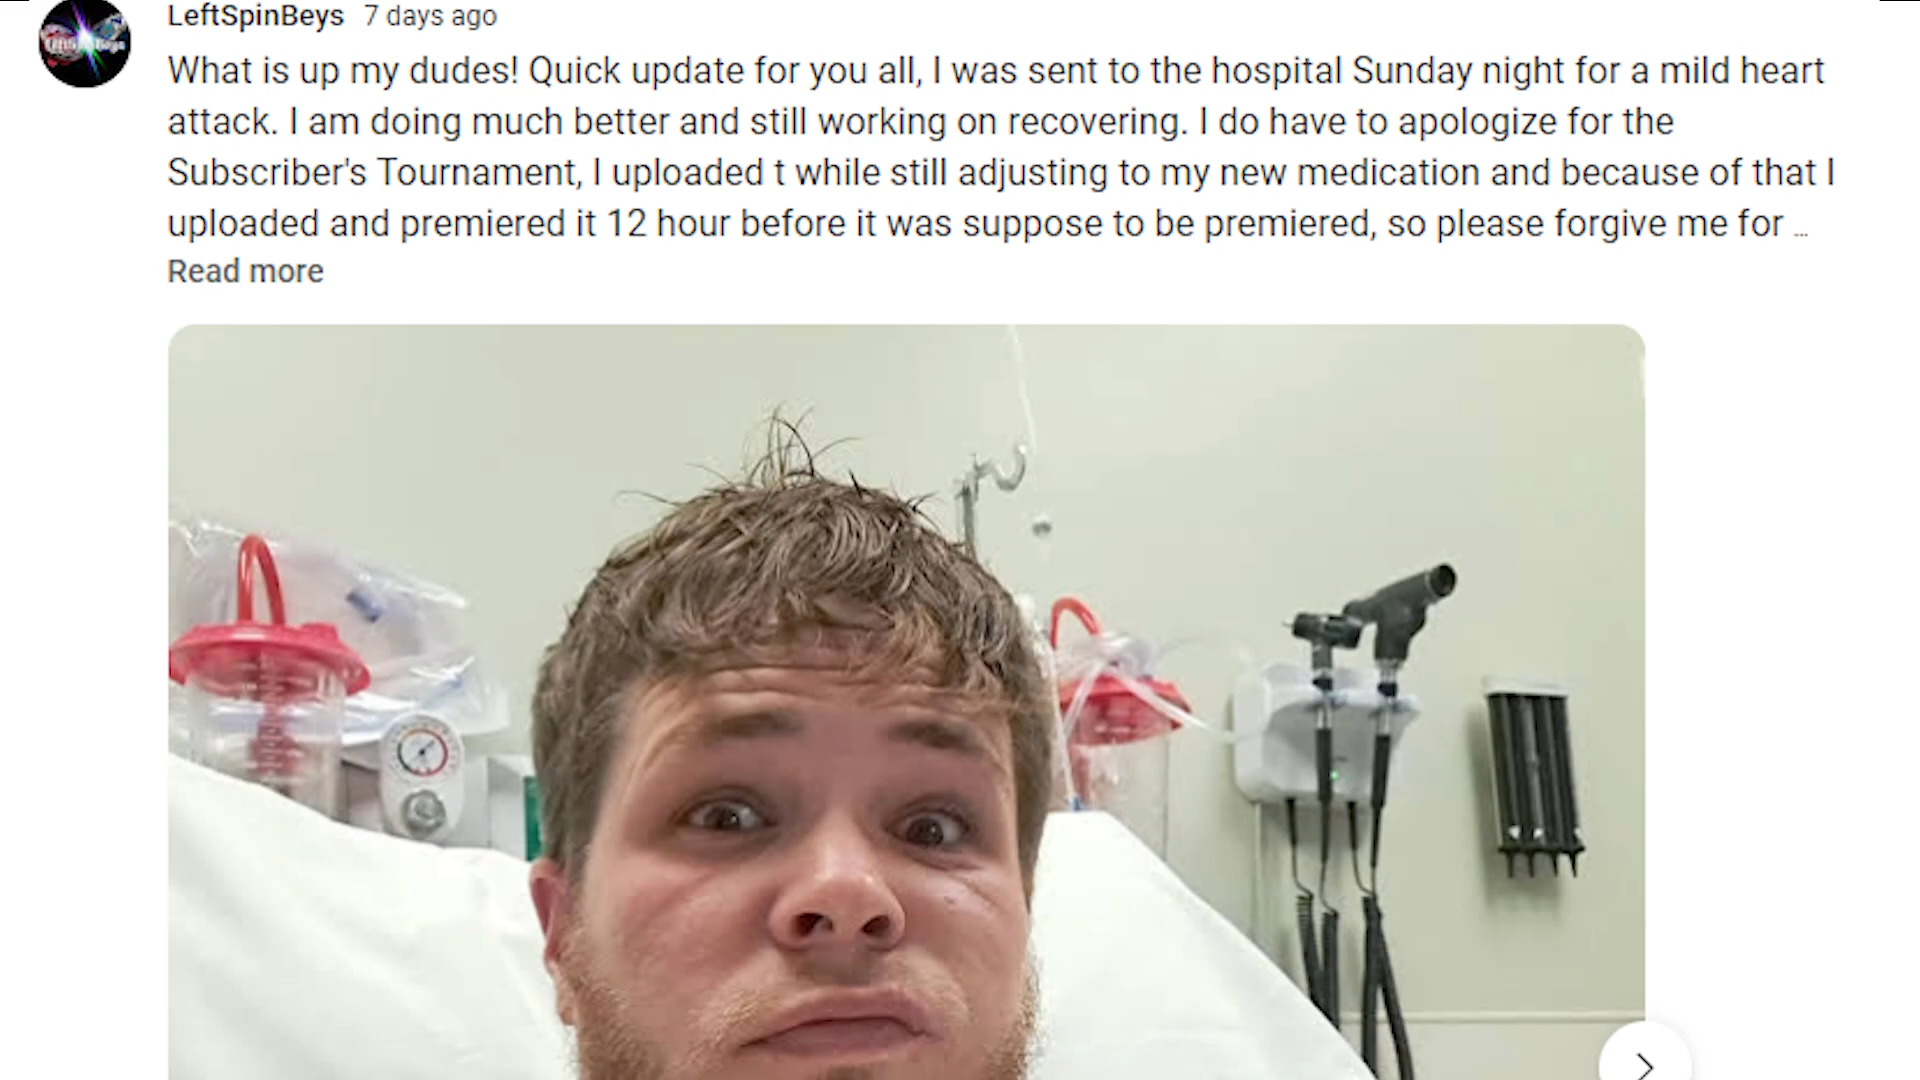 LeftSpinBeys 7 days ago
What is up my dudes! Quick update for you all, I was sent to the hospital Sunday night for a mild heart
attack. I am doing much better and still working on recovering. I do have to apologize for the
Subscriber's Tournament, I uploaded t while still adjusting to my new medication and because of that I
uploaded and premiered it 12 hour before it was suppose to be premiered, so please forgive me for ...
Read more